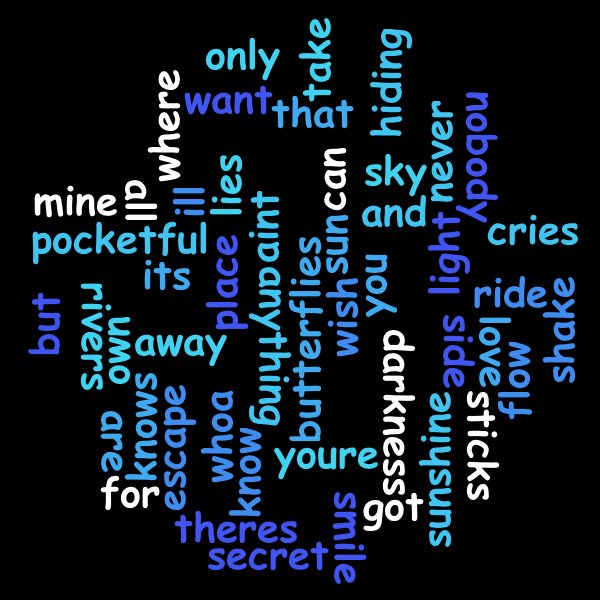 only
take
hiding
want
that
where
never
nobody
can
sky
lies
all
ill
mine
and
aint
sun
light
cries
pocketful
place
its
anything
butterflies
wish
you
ride
shake
but
rivers
own
away
side
love
flow
darkness
knows
are
escape
whoa
know
sticks
sunshine
youre
for
got
theres
smile
secret